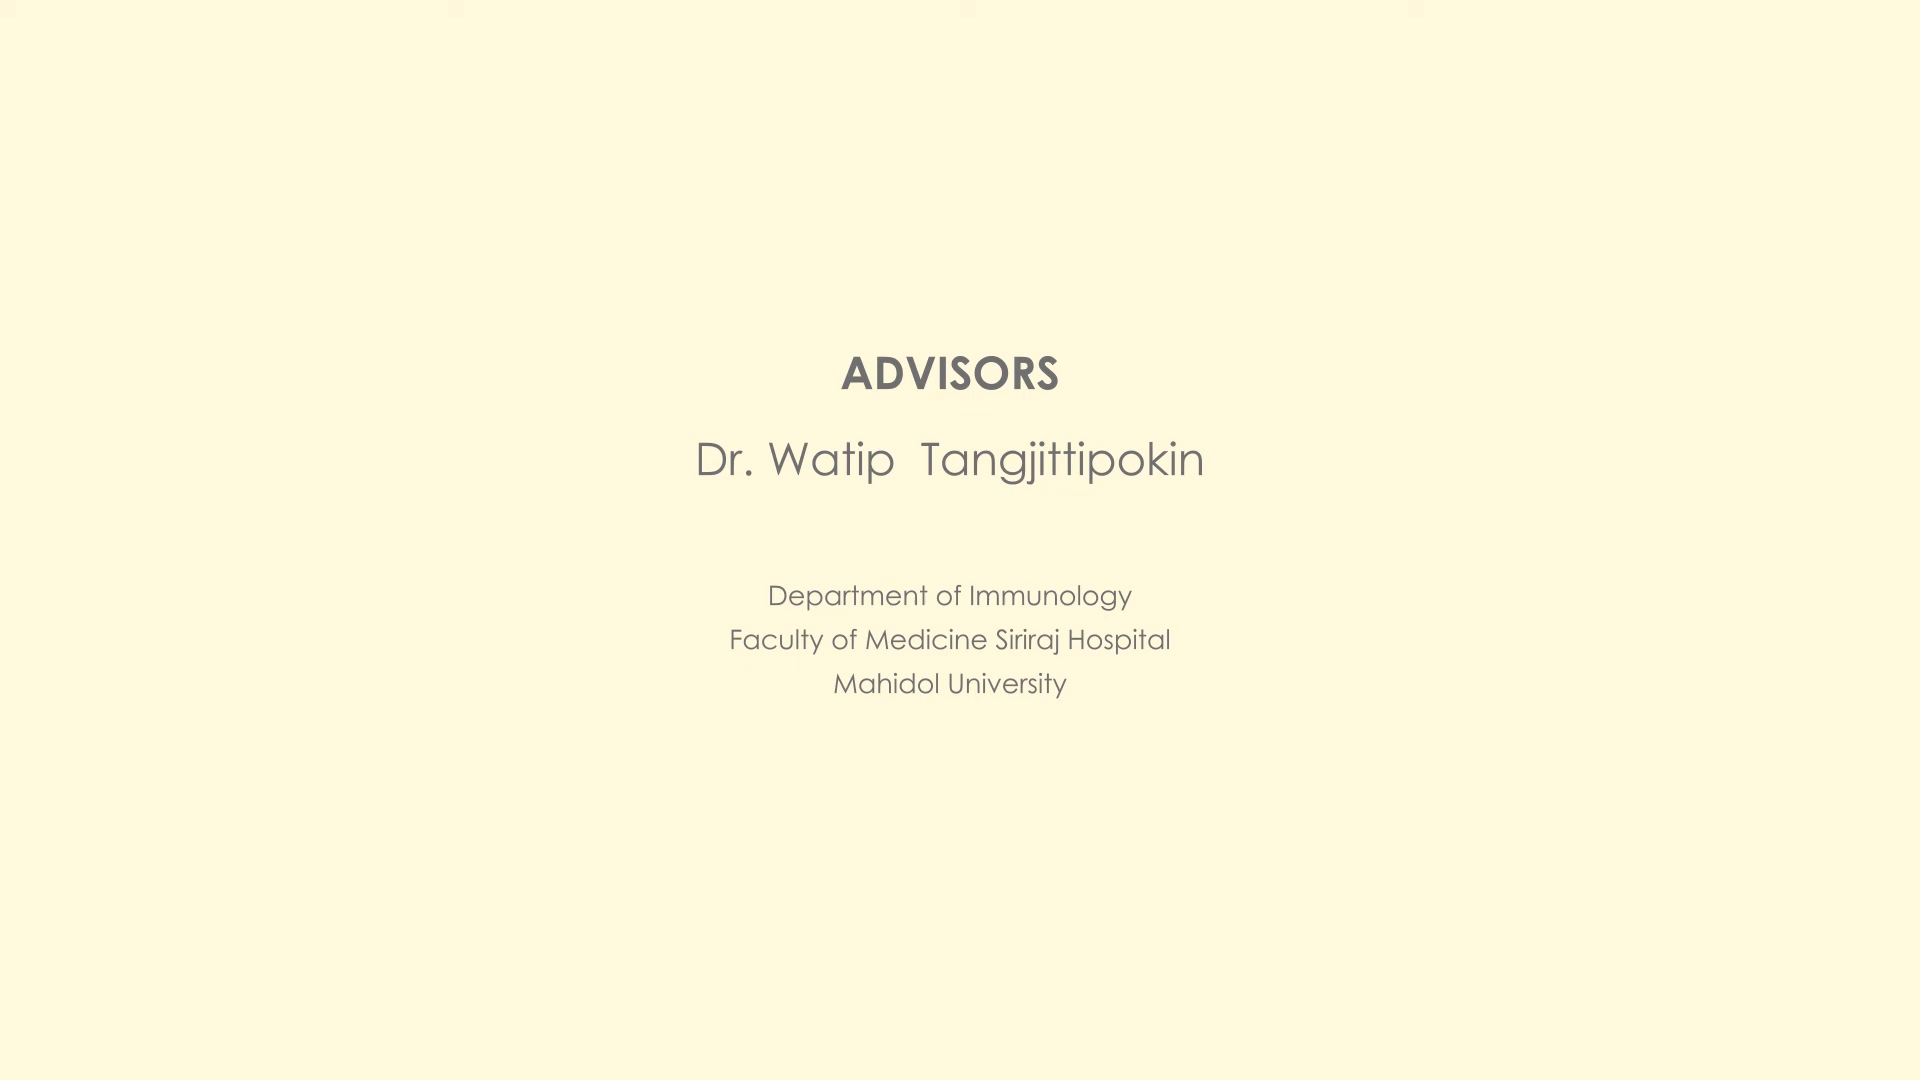 ADVISORS
Dr. Watip  Tangjittipokin
Department of Immunology
Faculty of Medicine Siriraj Hospital
Mahidol University